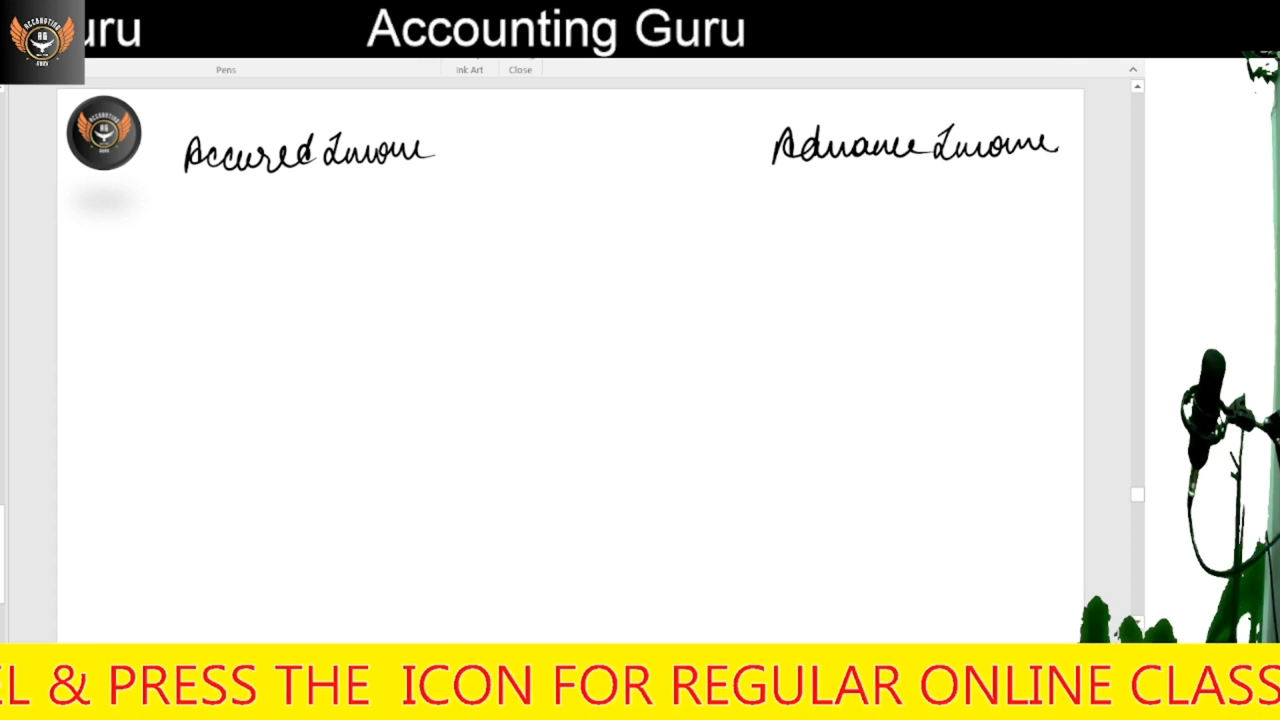 uru Accounting Guru
Pens Ink Art Close
Accured Income Advance Income
EL & PRESS THE ICON FOR REGULAR ONLINE CLASS